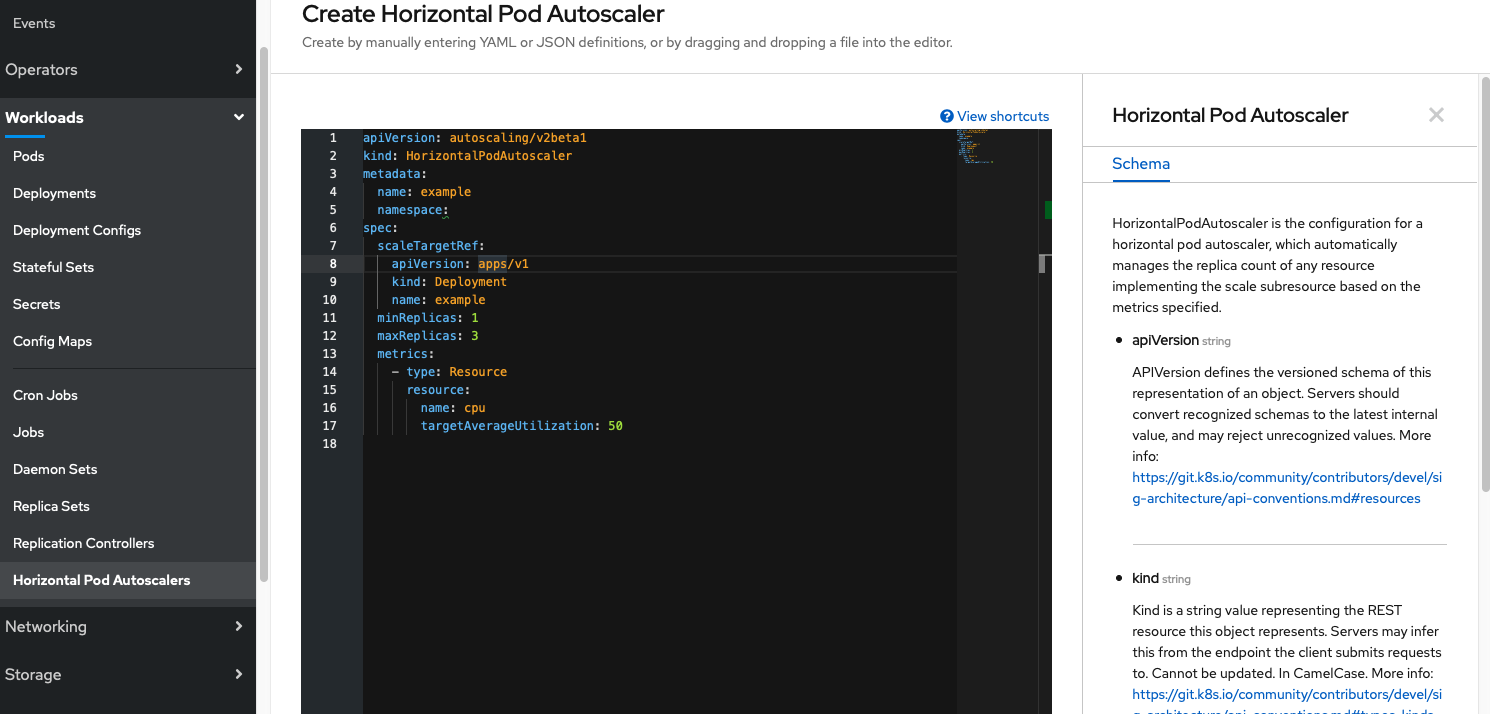 Events
Operators
Workloads
Pods
Deployments
Deployment Configs
Stateful Sets
Secrets
Config Maps
Cron Jobs
Jobs
Daemon Sets
Replica Sets
Replication Controllers
Horizontal Pod Autoscalers
Networking
Storage
Create Horizontal Pod Autoscaler
Create by manually entering YAML or JSON definitions, or by dragging and dropping a file into the editor.
View shortcuts
1 apiVersion: autoscaling/v2beta1
2 kind: HorizontalPodAutoscaler
3 metadata:
4   name: example
5   namespace:
6 spec:
7   scaleTargetRef:
8     apiVersion: apps/v1
9     kind: Deployment
10     name: example
11   minReplicas: 1
12   maxReplicas: 3
13   metrics:
14     - type: Resource
15       resource:
16         name: cpu
17         targetAverageUtilization: 50
18
Horizontal Pod Autoscaler
Schema
HorizontalPodAutoscaler is the configuration for a
horizontal pod autoscaler, which automatically
manages the replica count of any resource
implementing the scale subresource based on the
metrics specified.
• apiVersion string
APIVersion defines the versioned schema of this
representation of an object. Servers should
convert recognized schemas to the latest internal
value, and may reject unrecognized values. More
info:
https://git.k8s.io/community/contributors/devel/si
g-architecture/api-conventions.md#resources
• kind string
Kind is a string value representing the REST
resource this object represents. Servers may infer
this from the endpoint the client submits requests
to. Cannot be updated. In CamelCase. More info:
https://git.k8s.io/community/contributors/devel/si
g-architecture/api-conventions.md#types-kinds